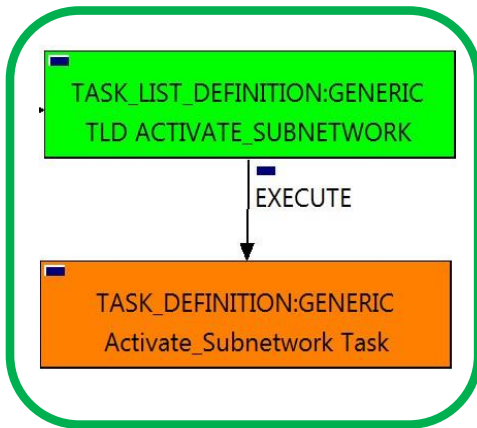 TASK_LIST_DEFINITION:GENERIC
TLD ACTIVATE_SUBNETWORK
EXECUTE
TASK_DEFINITION:GENERIC
Activate_Subnetwork Task